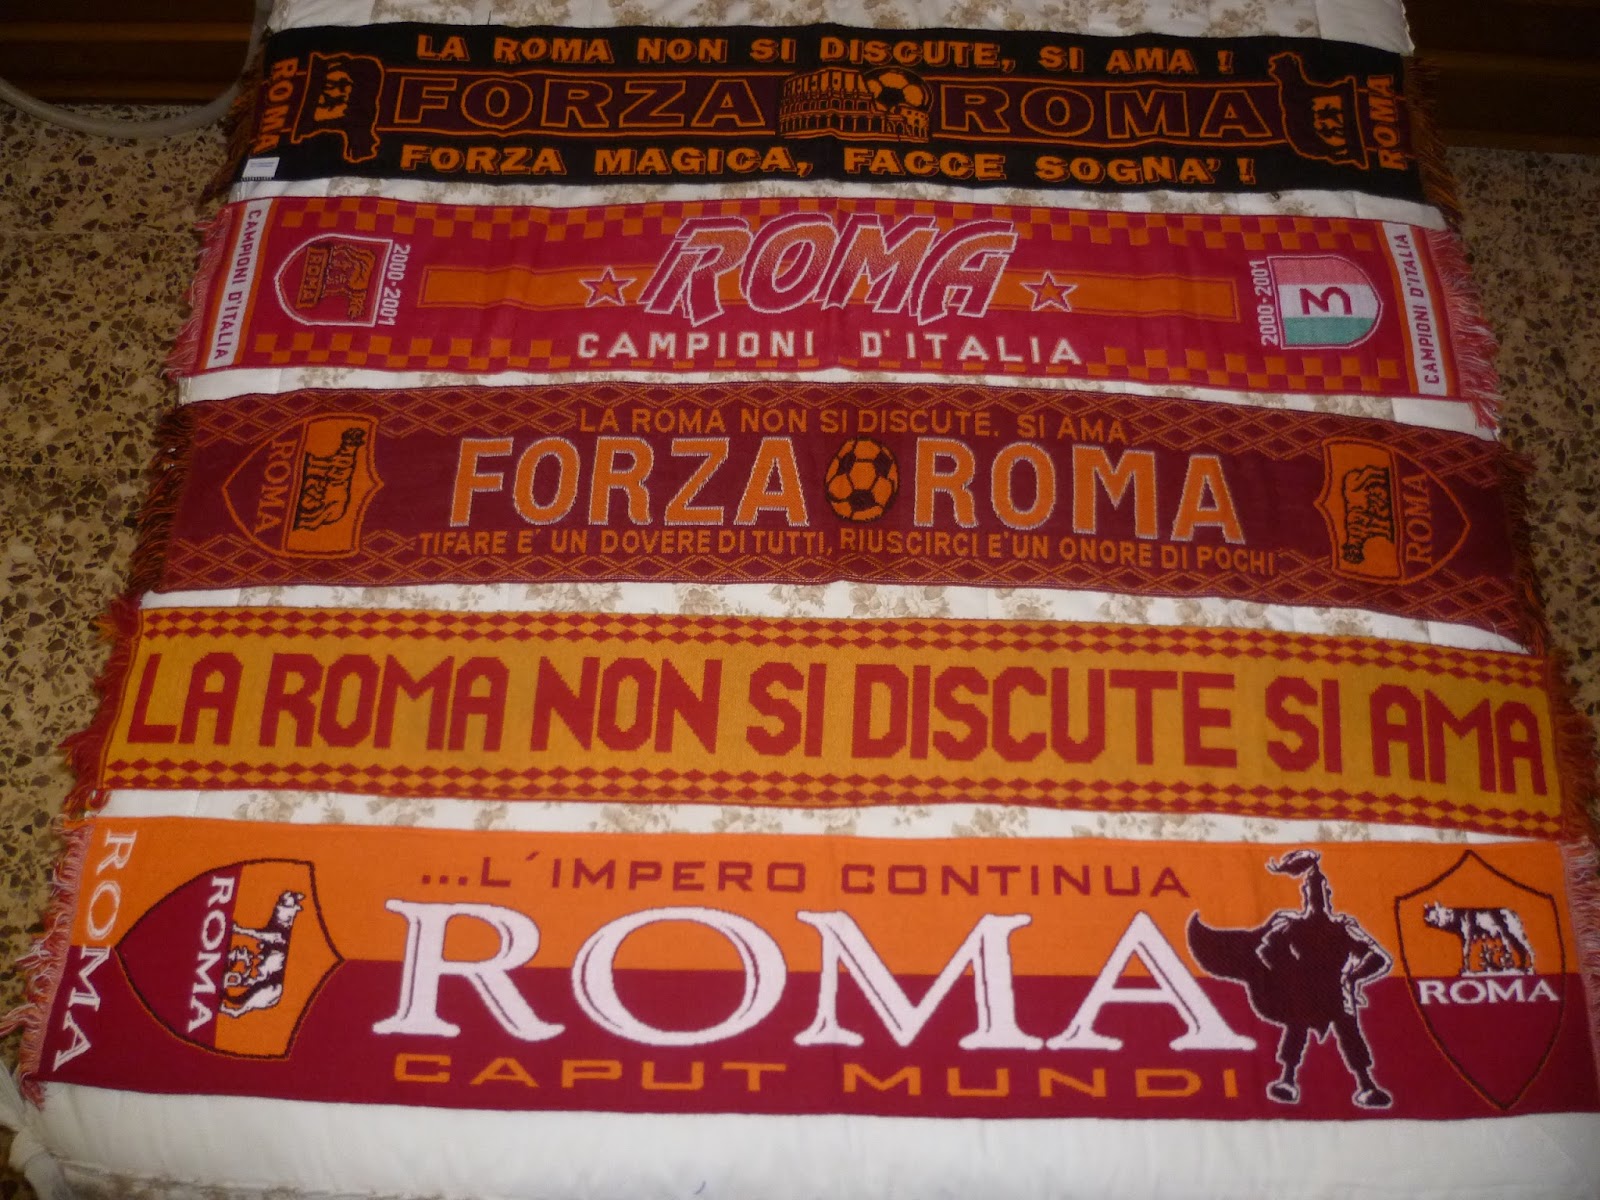 LA ROMA NON SI DISCUTE, SI AMA !
ROMA
FORZA ROMA
ROMA
FORZA MAGICA, FACCE SOGNA' !
CAMPIONI D'ITALIA
ROMA
2000-2001
ROMA
CAMPIONI D'ITALIA
2000-2001
3
CAMPIONI D'ITALIA
LA ROMA NON SI DISCUTE. SI AMA
ROMA
FORZA ROMA
ROMA
TIFARE E' UN DOVERE DI TUTTI, RIUSCIRCI E' UN ONORE DI POCHI
LA ROMA NON SI DISCUTE SI AMA
ROMA
ROMA
ROMA
...L´IMPERO CONTINUA
ROMA
CAPUT MUNDI
ROMA